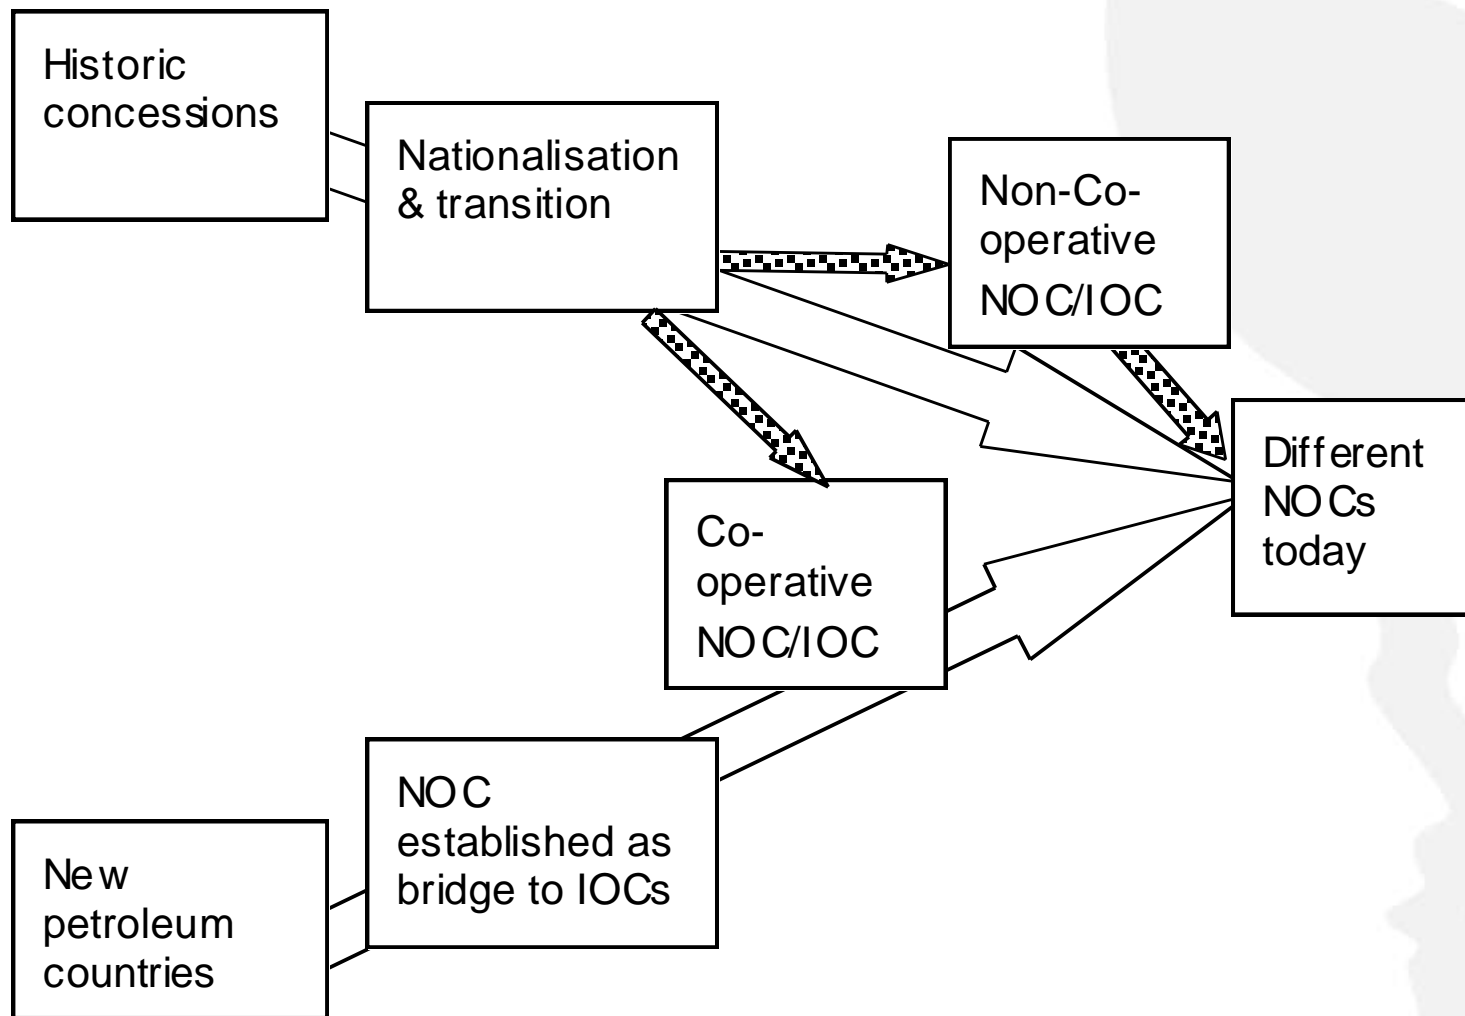 Historic
concessions
Nationalisation
& transition
Non-Co-
operative
NOC/IOC
Different
NOCs
today
Co-
operative
NOC/IOC
NOC
established as
bridge to IOCs
New
petroleum
countries